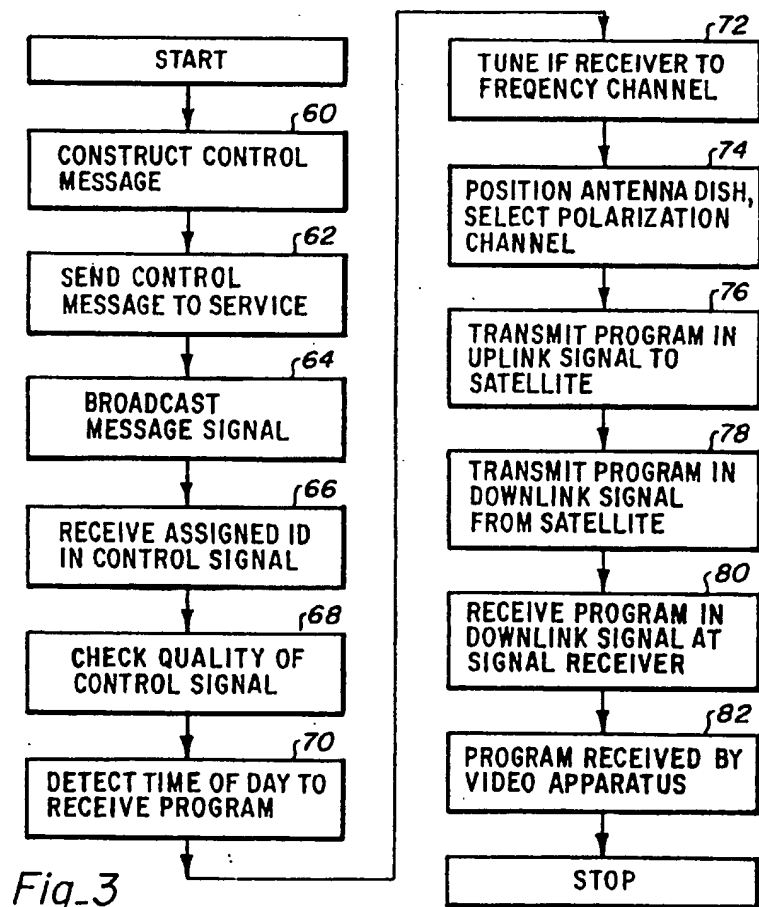 START
60
CONSTRUCT CONTROL
MESSAGE
62
SEND CONTROL
MESSAGE TO SERVICE
64
BROADCAST
MESSAGE SIGNAL
66
RECEIVE ASSIGNED ID
IN CONTROL SIGNAL
68
CHECK QUALITY OF
CONTROL SIGNAL
70
DETECT TIME OF DAY TO
RECEIVE PROGRAM
72
TUNE IF RECEIVER TO
FREQENCY CHANNEL
74
POSITION ANTENNA DISH,
SELECT POLARIZATION
CHANNEL
76
TRANSMIT PROGRAM IN
UPLINK SIGNAL TO
SATELLITE
78
TRANSMIT PROGRAM IN
DOWNLINK SIGNAL
FROM SATELLITE
80
RECEIVE PROGRAM IN
DOWNLINK SIGNAL AT
SIGNAL RECEIVER
82
PROGRAM RECEIVED BY
VIDEO APPARATUS
STOP
Fig_3